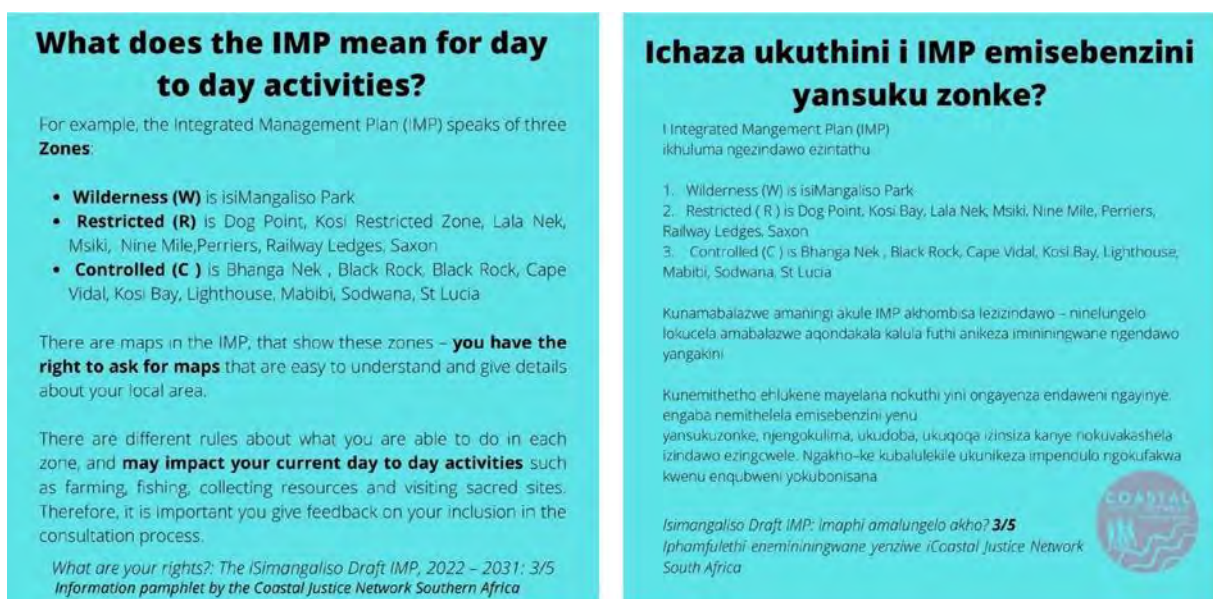 What does the IMP mean for day
to day activities?
For example, the Integrated Management Plan (IMP) speaks of three
Zones:
• Wilderness (W) is isiMangaliso Park
• Restricted (R) is Dog Point, Kosi Restricted Zone, Lala Nek,
Msiki, Nine Mile,Perriers, Railway Ledges, Saxon
• Controlled (C ) is Bhanga Nek , Black Rock, Black Rock, Cape
Vidal, Kosi Bay, Lighthouse, Mabibi, Sodwana, St Lucia
There are maps in the IMP, that show these zones – you have the
right to ask for maps that are easy to understand and give details
about your local area.
There are different rules about what you are able to do in each
zone, and may impact your current day to day activities such
as farming, fishing, collecting resources and visiting sacred sites.
Therefore, it is important you give feedback on your inclusion in the
consultation process.
What are your rights?: The iSimangaliso Draft IMP, 2022 – 2031: 3/5
Information pamphlet by the Coastal Justice Network Southern Africa
Ichaza ukuthini i IMP emisebenzini
yansuku zonke?
I Integrated Mangement Plan (IMP)
ikhuluma ngezindawo ezintathu
1. Wilderness (W) is isiMangaliso Park
2. Restricted ( R ) is Dog Point, Kosi Bay, Lala Nek, Msiki, Nine Mile, Perriers,
Railway Ledges, Saxon
3. Controlled (C ) is Bhanga Nek , Black Rock, Cape Vidal, Kosi Bay, Lighthouse,
Mabibi, Sodwana, St Lucia
Kunamabalazwe amaningi akule IMP akhombisa lezizindawo – ninelungelo
lokucela amabalazwe aqondakala kalula futhi anikeza imininingwane ngendawo
yangakini
Kunemithetho ehlukene mayelana nokuthi yini ongayenza endaweni ngayinye.
engaba nemithelela emisebenzini yenu
yansukuzonke, njengokulima, ukudoba, ukuqoqa izinsiza kanye nokuvakashela
izindawo ezingcwele. Ngakho–ke kubalulekile ukunikeza impendulo ngokufakwa
kwenu enqubweni yokubonisana
Isimangaliso Draft IMP: imaphi amalungelo akho? 3/5
Iphamfulethi enemininingwane yenziwe iCoastal Justice Network
South Africa
COASTAL